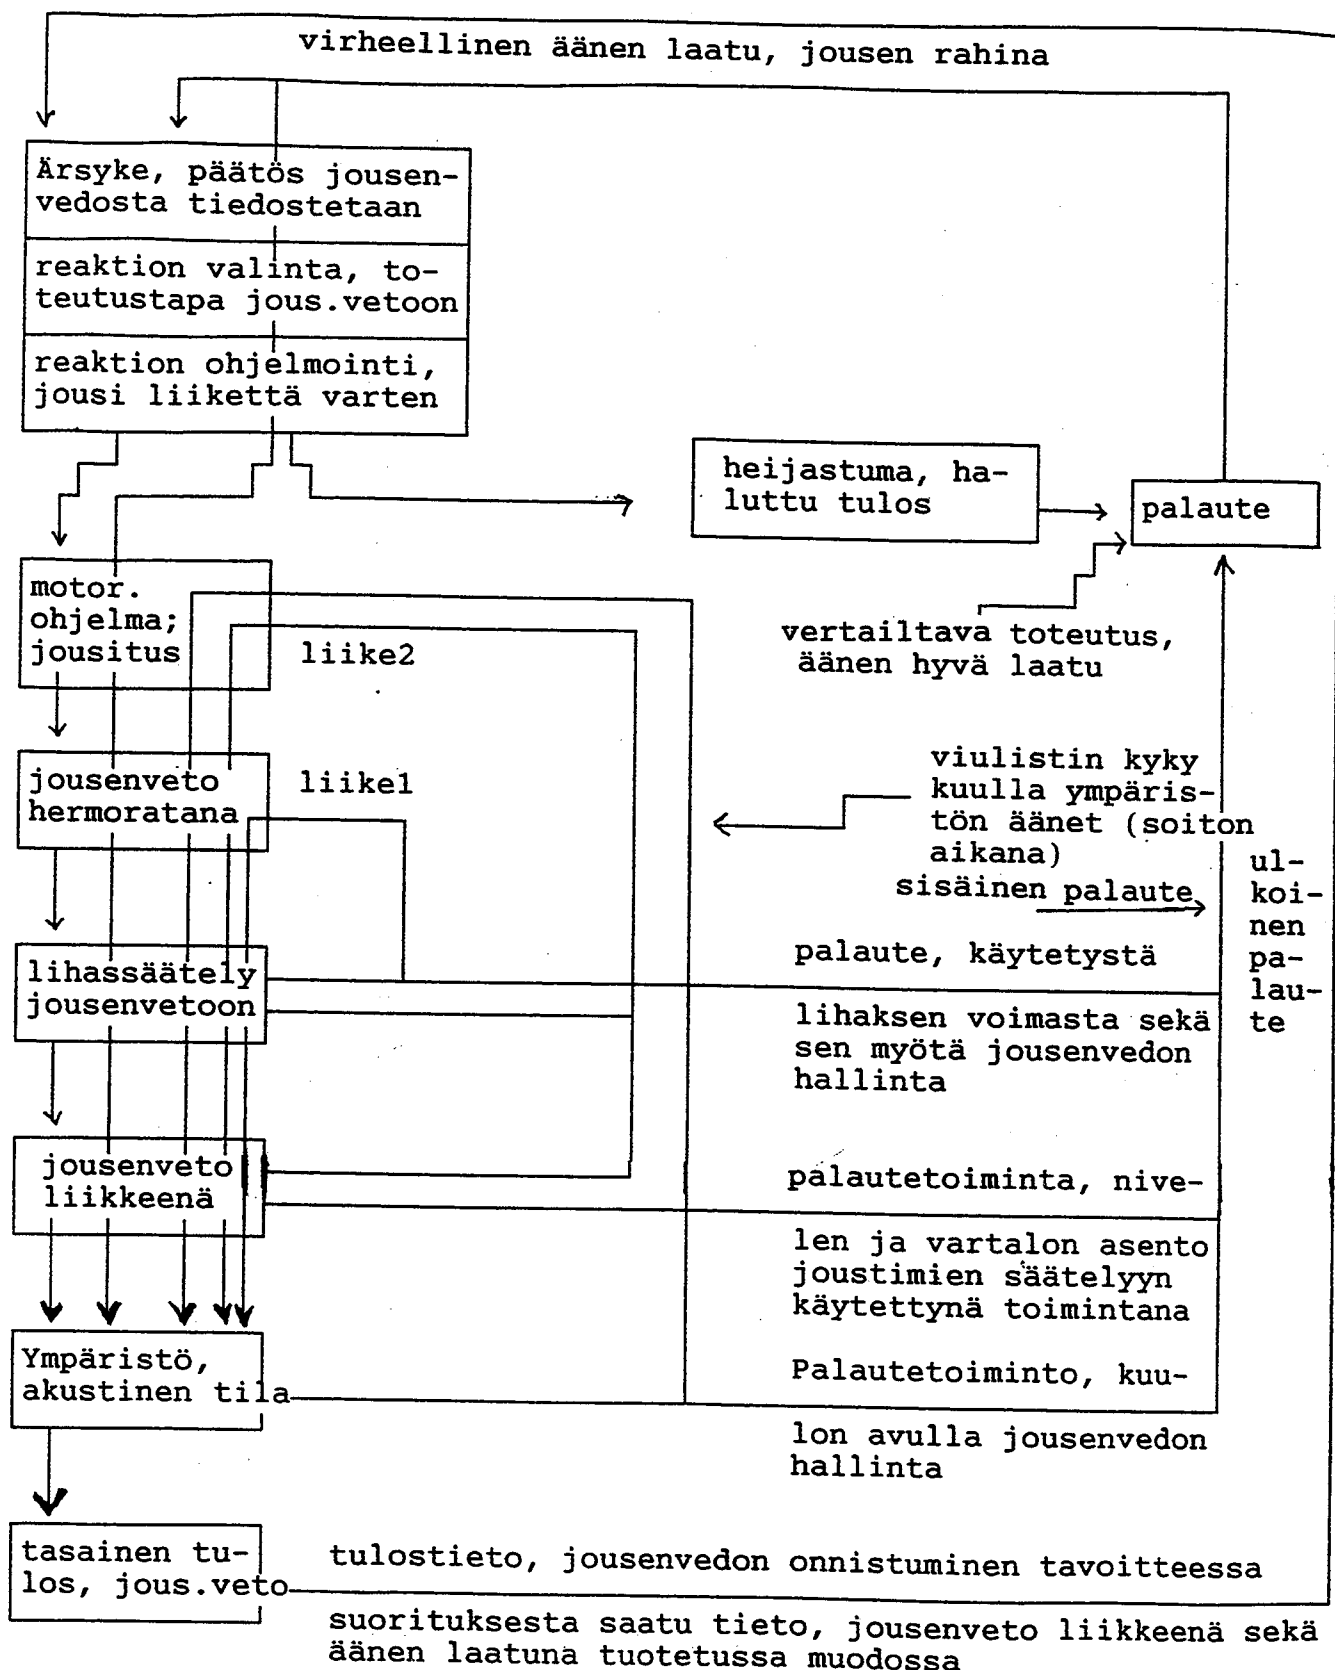 virheellinen äänen laatu, jousen rahina
Ärsyke, päätös jousen-
vedosta tiedostetaan
reaktion valinta, to-
teutustapa jous.vetoon
reaktion ohjelmointi,
jousi liikettä varten
heijastuma, ha-
luttu tulos
palaute
motor.
ohjelma;
jousitus
liike2
vertailtava toteutus,
äänen hyvä laatu
jousenveto
hermoratana
liike1
viulistin kyky
kuulla ympäris-
tön äänet (soiton
aikana)
sisäinen palaute
ul-
koi-
nen
pa-
lau-
te
lihassäätely
jousenvetoon
palaute, käytetystä
lihaksen voimasta sekä
sen myötä jousenvedon
hallinta
jousenveto
liikkeenä
palautetoiminta, nive-
len ja vartalon asento
joustimien säätelyyn
käytettynä toimintana
Ympäristö,
akustinen tila
Palautetoiminto, kuu-
lon avulla jousenvedon
hallinta
tasainen tu-
los, jous.veto
tulostieto, jousenvedon onnistuminen tavoitteessa
suorituksesta saatu tieto, jousenveto liikkeenä sekä
äänen laatuna tuotetussa muodossa